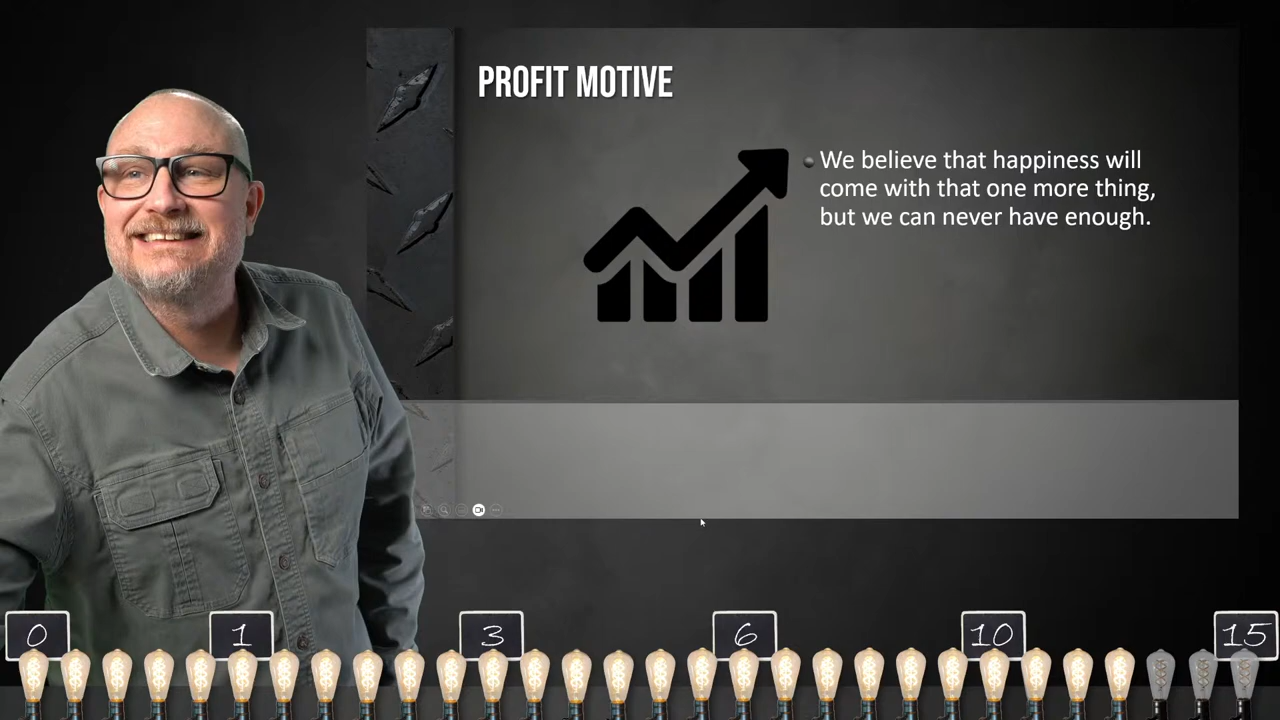 PROFIT MOTIVE
We believe that happiness will
come with that one more thing,
but we can never have enough.
0 1 3 6 10 15